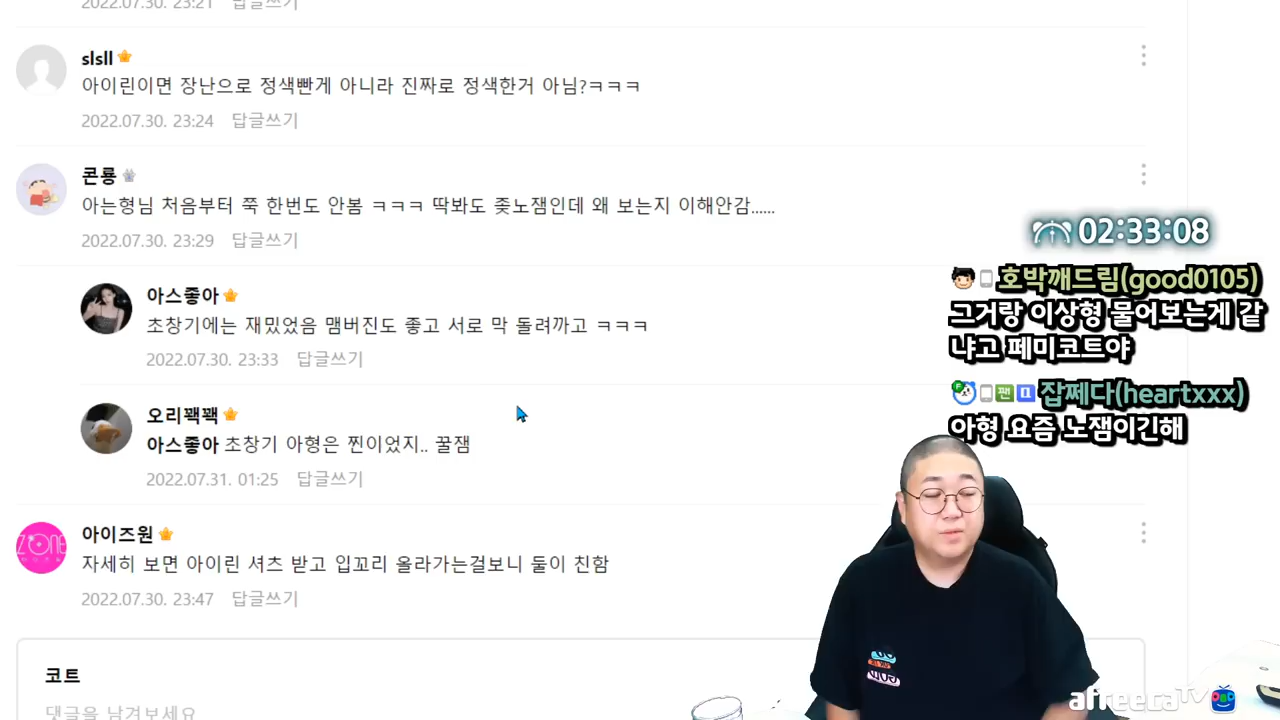 2022.07.30. 23:21 답글쓰기
slsll
아이린이면 장난으로 정색빤게 아니라 진짜로 정색한거 아님?ㅋㅋㅋ
2022.07.30. 23:24 답글쓰기
콘룡
아는형님 처음부터 쭉 한번도 안봄 ㅋㅋㅋ 딱봐도 좆노잼인데 왜 보는지 이해안감......
2022.07.30. 23:29 답글쓰기
아스좋아
초창기에는 재밌었음 맴버진도 좋고 서로 막 돌려까고 ㅋㅋㅋ
2022.07.30. 23:33 답글쓰기
오리꽥꽥
아스좋아 초창기 아형은 찐이었지.. 꿀잼
2022.07.31. 01:25 답글쓰기
아이즈원
자세히 보면 아이린 셔츠 받고 입꼬리 올라가는걸보니 둘이 친함
2022.07.30. 23:47 답글쓰기
코트
댓글을 남겨보세요
02:33:08
호박깨드림(good0105)
그거랑 이상형 물어보는게 같
냐고 페미코트야
팬
잡쩨다(heartxxx)
아형 요즘 노잼이긴해
ZONE
afreecaTV